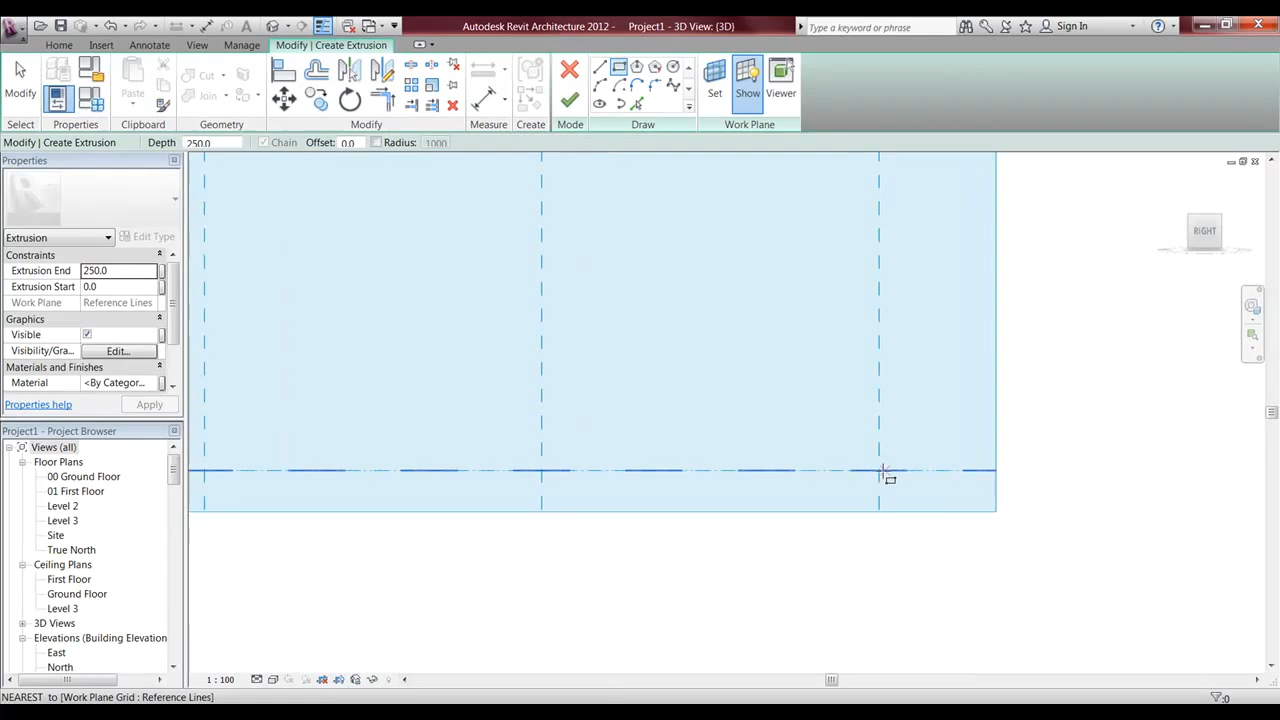 Autodesk Revit Architecture 2012 - Project1 - 3D View: {3D}
Type a keyword or phrase
Sign In
Home Insert Annotate View Manage Modify | Create Extrusion
Modify
Paste
Cut
Join
Set
Show
Viewer
Select Properties Clipboard Geometry Modify Measure Create Mode Draw Work Plane
Modify | Create Extrusion Depth 250.0 Chain Offset: 0.0 Radius: 1000
Properties
Extrusion
Edit Type
Constraints
Extrusion End 250.0
Extrusion Start 0.0
Work Plane Reference Lines
Graphics
Visible
Visibility/Gra... Edit...
Materials and Finishes
Material <By Categor...
Properties help Apply
Project1 - Project Browser
Views (all)
Floor Plans
00 Ground Floor
01 First Floor
Level 2
Level 3
Site
True North
Ceiling Plans
First Floor
Ground Floor
Level 3
3D Views
Elevations (Building Elevation
East
North
RIGHT
1 : 100
NEAREST to [Work Plane Grid : Reference Lines]
:0